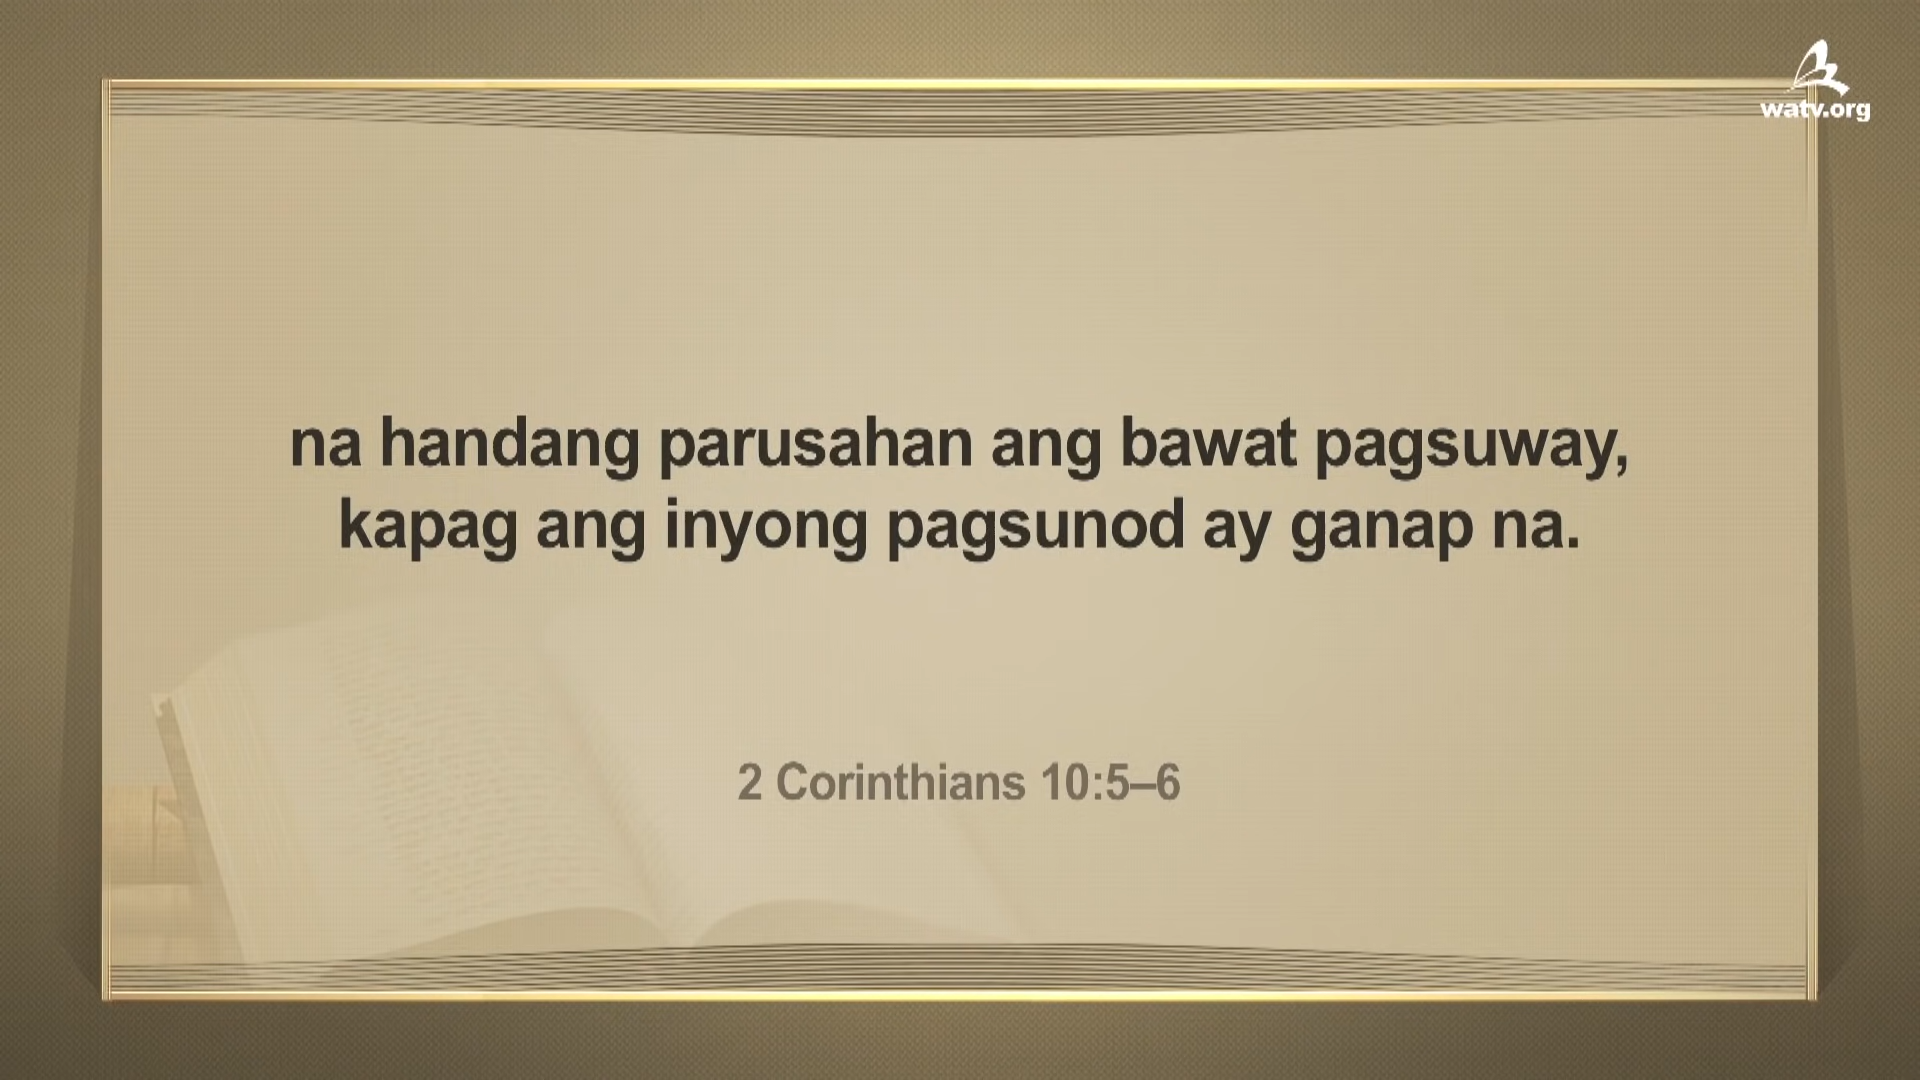 watv.org
na handang parusahan ang bawat pagsuway,
kapag ang inyong pagsunod ay ganap na.
2 Corinthians 10:5–6